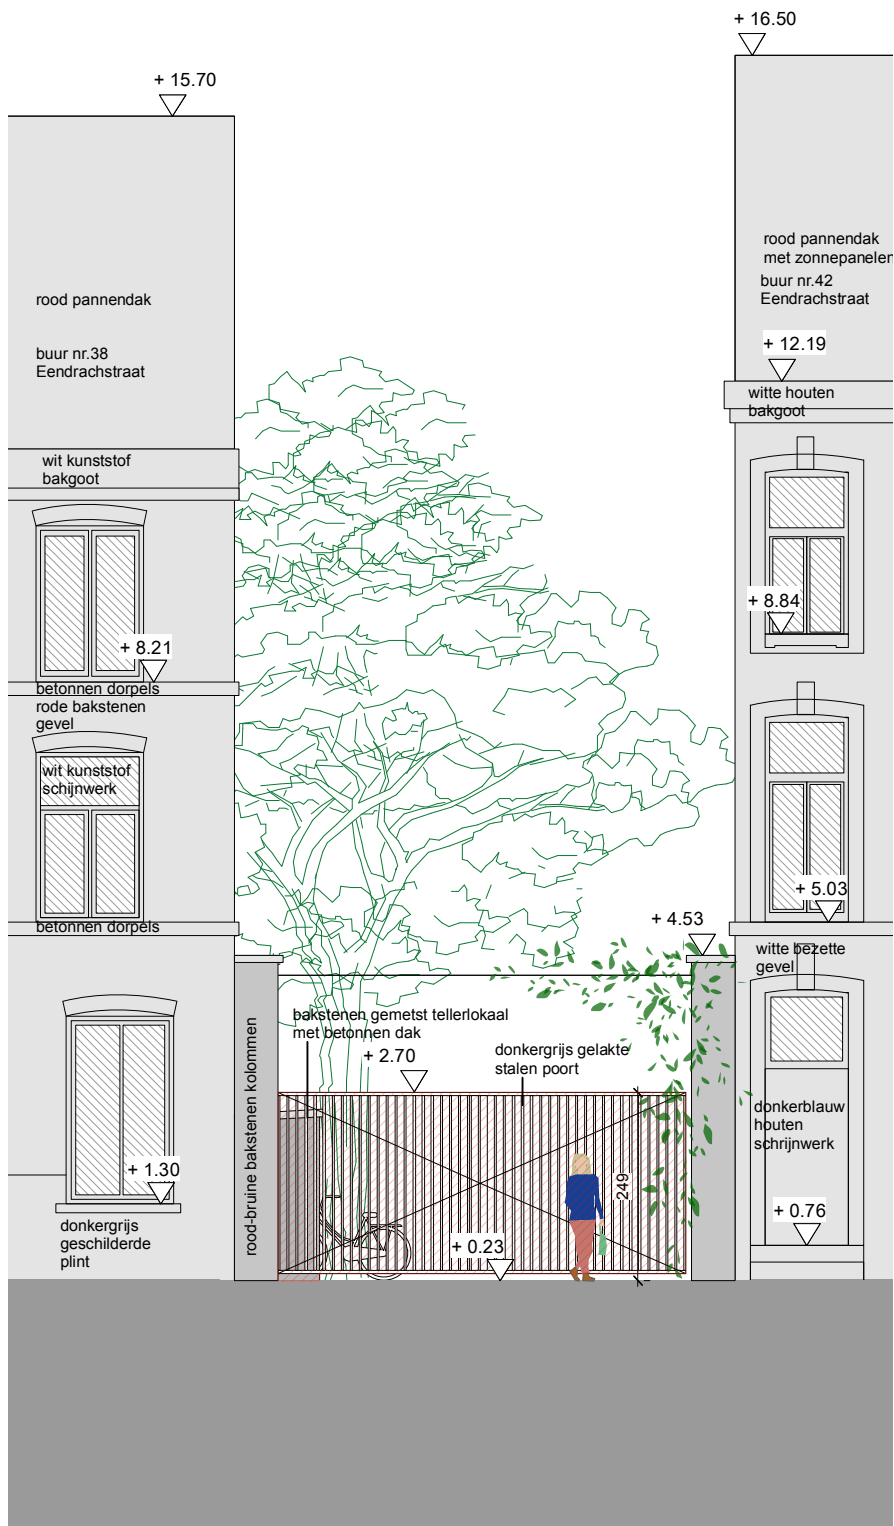 + 16.50
+ 15.70
rood pannendak
met zonnepanelen
buur nr.42
Eendrachstraat
rood pannendak
buur nr.38
Eendrachstraat
+ 12.19
witte houten
bakgoot
wit kunststof
bakgoot
+ 8.84
+ 8.21
betonnen dorpels
rode bakstenen
gevel
wit kunststof
schijnwerk
+ 5.03
betonnen dorpels
+ 4.53
witte bezette
gevel
bakstenen gemetst tellerlokaal
met betonnen dak
+ 2.70
donkergrijs gelakte
stalen poort
rood-bruine bakstenen kolommen
donkerblauw
houten
schrijnwerk
249
+ 1.30
+ 0.76
donkergrijs
geschilderde
plint
+ 0.23